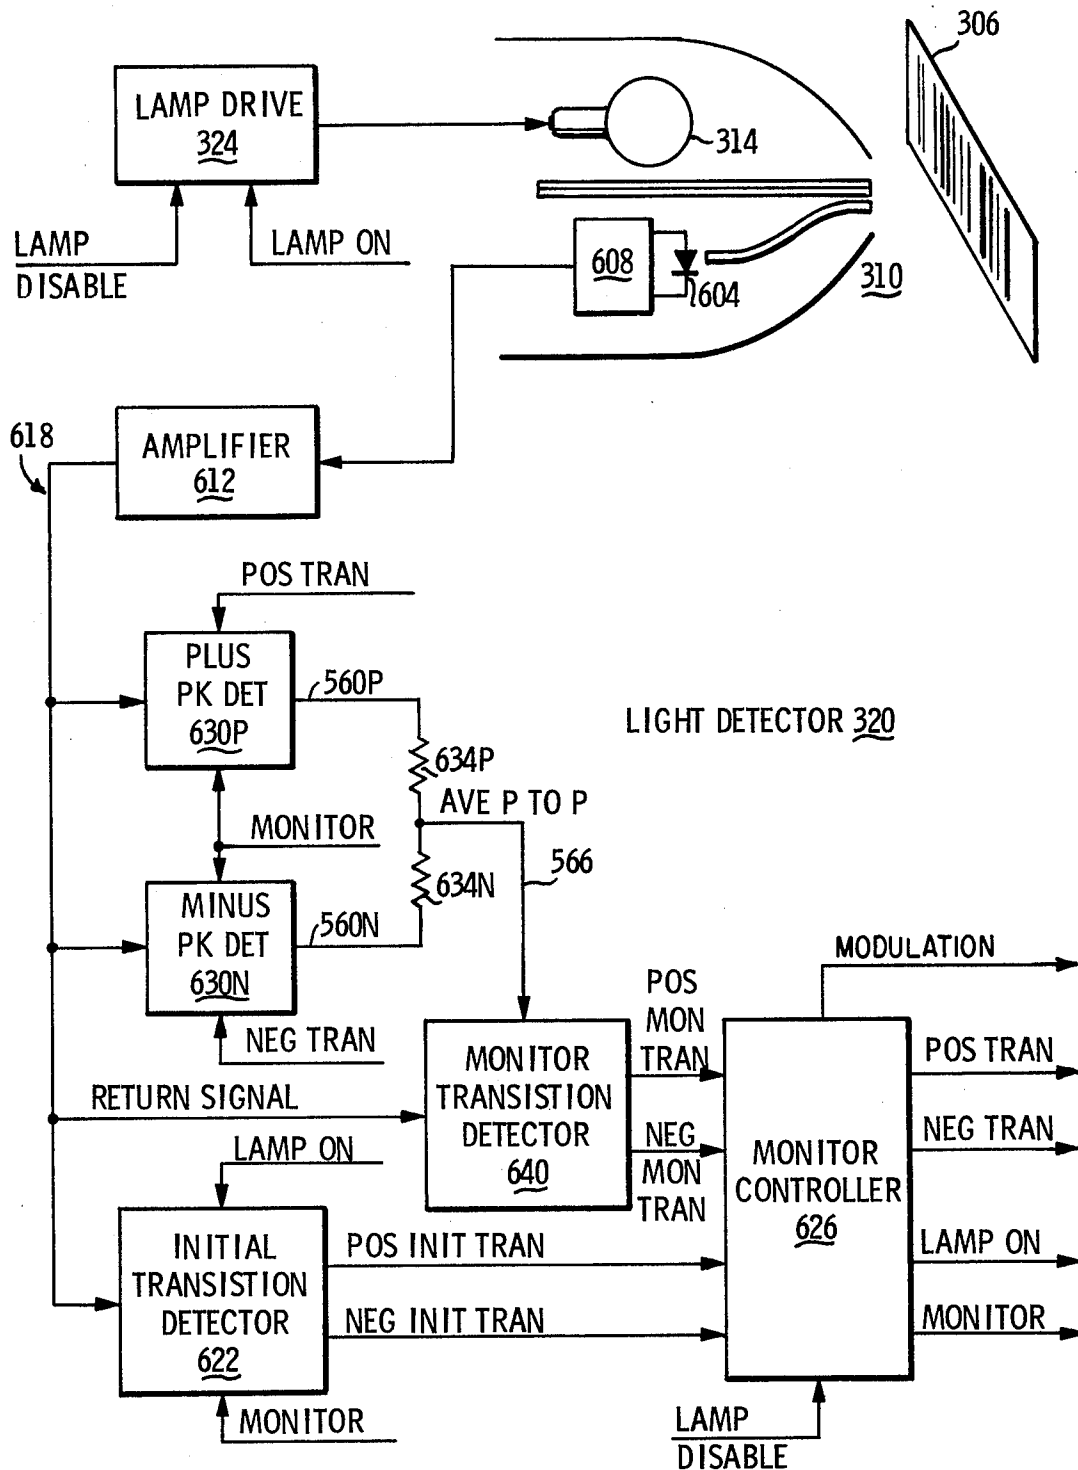 306
LAMP DRIVE
324
314
LAMP
DISABLE
LAMP ON
608
604
310
618
AMPLIFIER
612
POS TRAN
PLUS
PK DET
630P
560P
LIGHT DETECTOR 320
634P
AVE P TO P
MONITOR
566
634N
MINUS
PK DET
630N
560N
NEG TRAN
MODULATION
POS
MON
TRAN
MONITOR
TRANSISTION
DETECTOR
640
POS TRAN
RETURN SIGNAL
NEG
MON
TRAN
NEG TRAN
MONITOR
CONTROLLER
626
LAMP ON
INITIAL
TRANSISTION
DETECTOR
622
POS INIT TRAN
LAMP ON
NEG INIT TRAN
MONITOR
MONITOR
LAMP
DISABLE